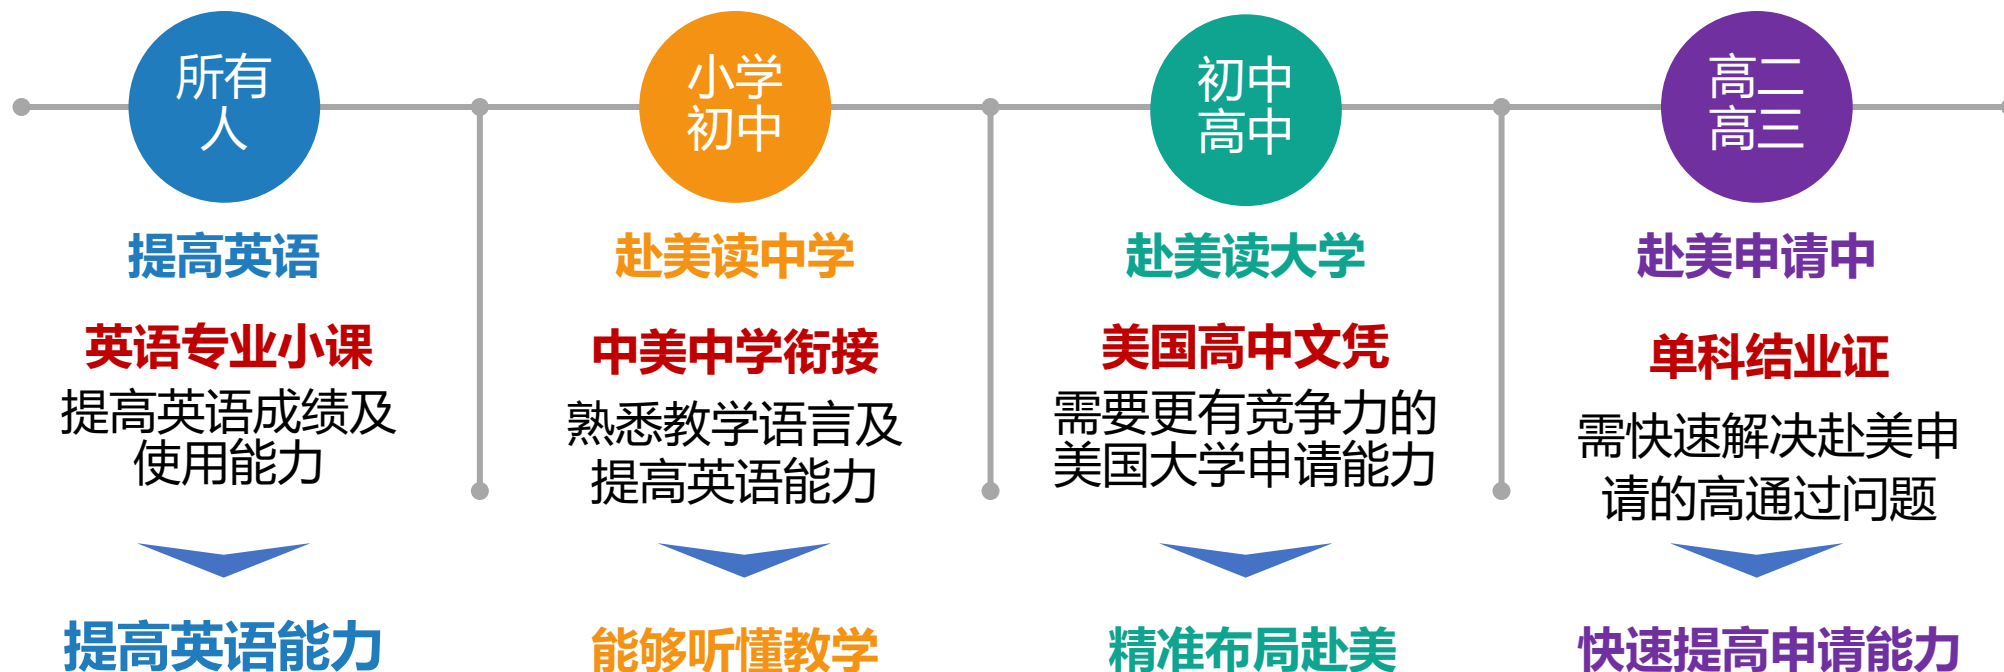 所有
人
提高英语
英语专业小课
提高英语成绩及
使用能力
提高英语能力
小学
初中
赴美读中学
中美中学衔接
熟悉教学语言及
提高英语能力
能够听懂教学
初中
高中
赴美读大学
美国高中文凭
需要更有竞争力的
美国大学申请能力
精准布局赴美
高二
高三
赴美申请中
单科结业证
需快速解决赴美申
请的高通过问题
快速提高申请能力